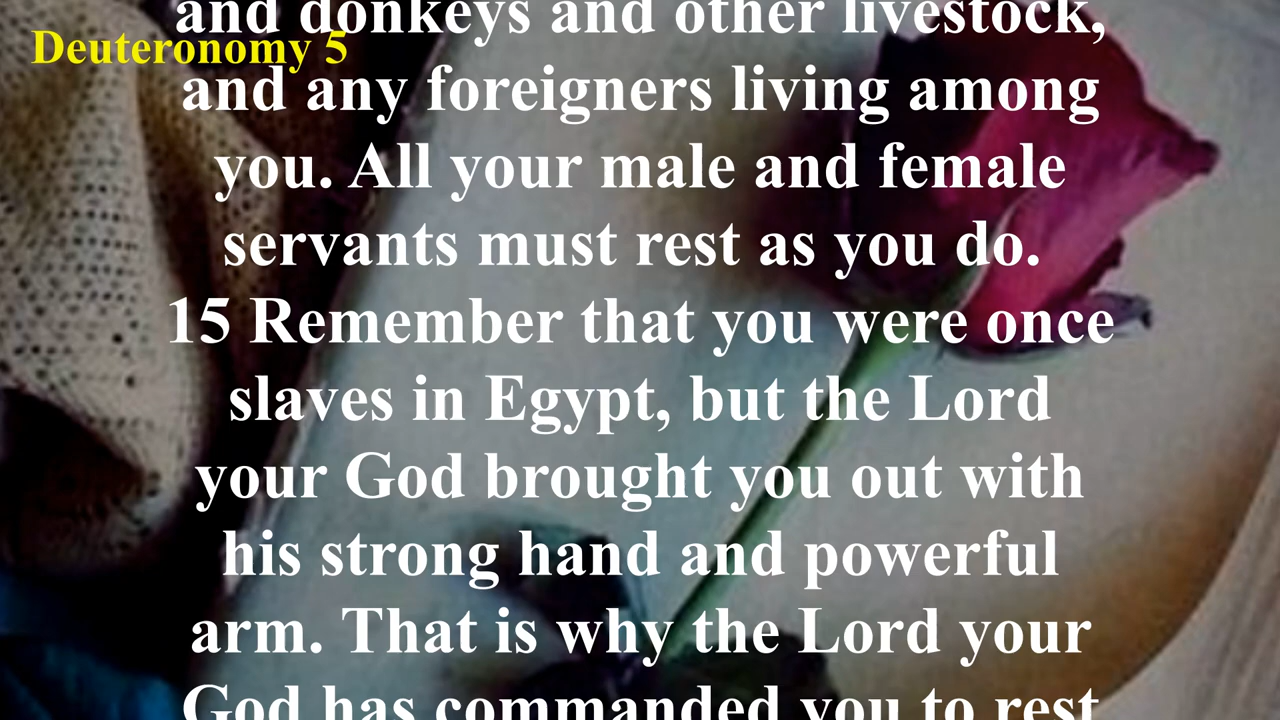 Deuteronomy 5
and donkeys and other livestock,
and any foreigners living among
you. All your male and female
servants must rest as you do.
15 Remember that you were once
slaves in Egypt, but the Lord
your God brought you out with
his strong hand and powerful
arm. That is why the Lord your
God has commanded you to rest